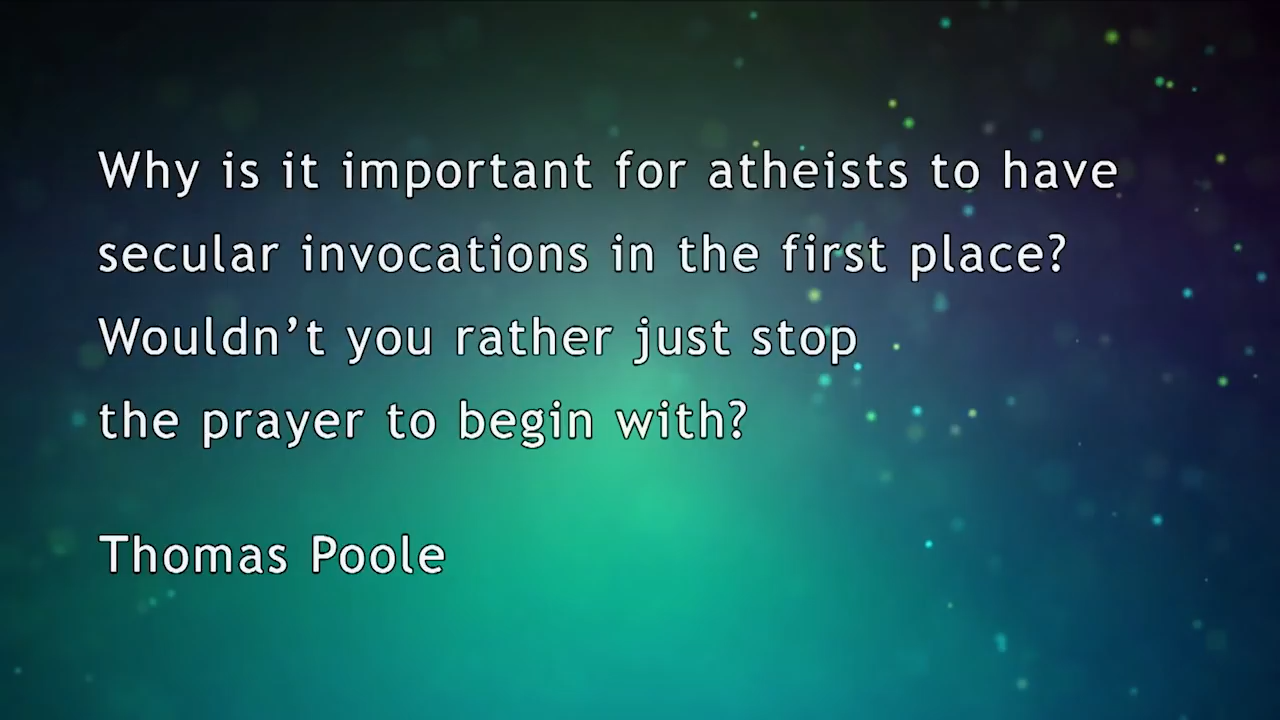 Why is it important for atheists to have
secular invocations in the first place?
Wouldn’t you rather just stop
the prayer to begin with?
Thomas Poole